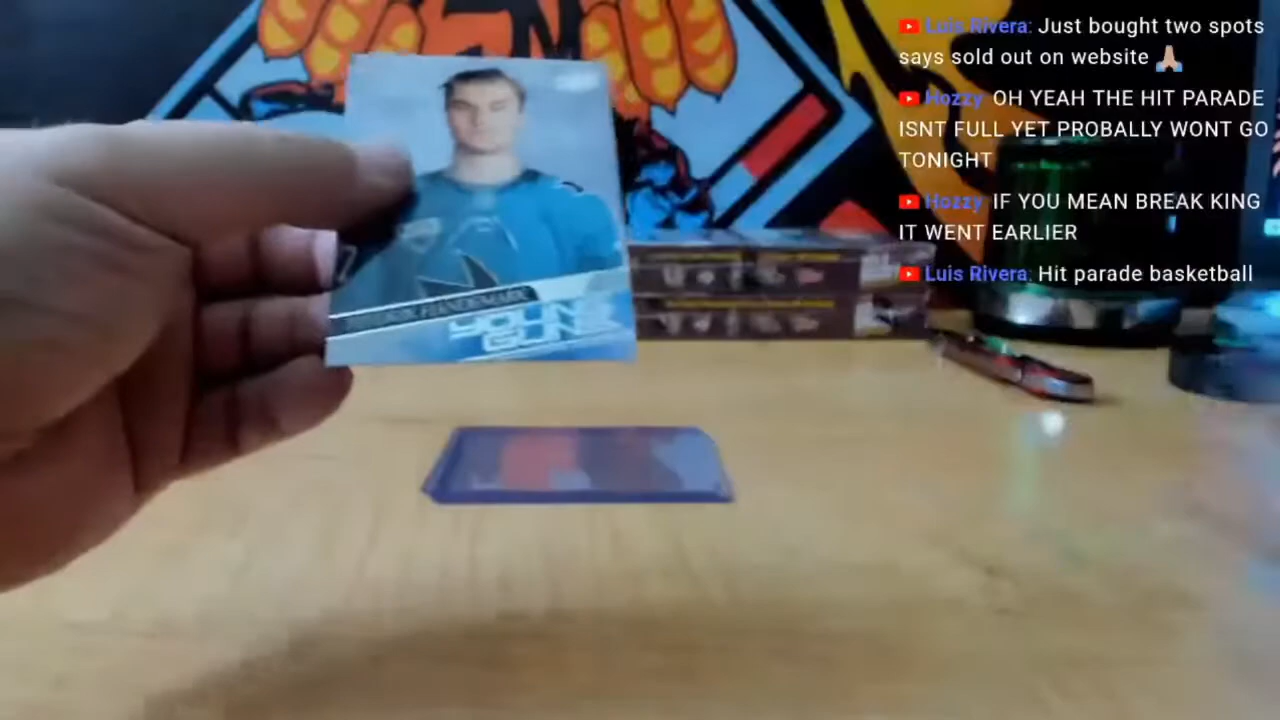 Luis Rivera: Just bought two spots
says sold out on website 🙏🏼
Hozzy: OH YEAH THE HIT PARADE
ISNT FULL YET PROBALLY WONT GO
TONIGHT
Hozzy: IF YOU MEAN BREAK KING
IT WENT EARLIER
Luis Rivera: Hit parade basketball
HANDEMARK
YOUNG
GUNS